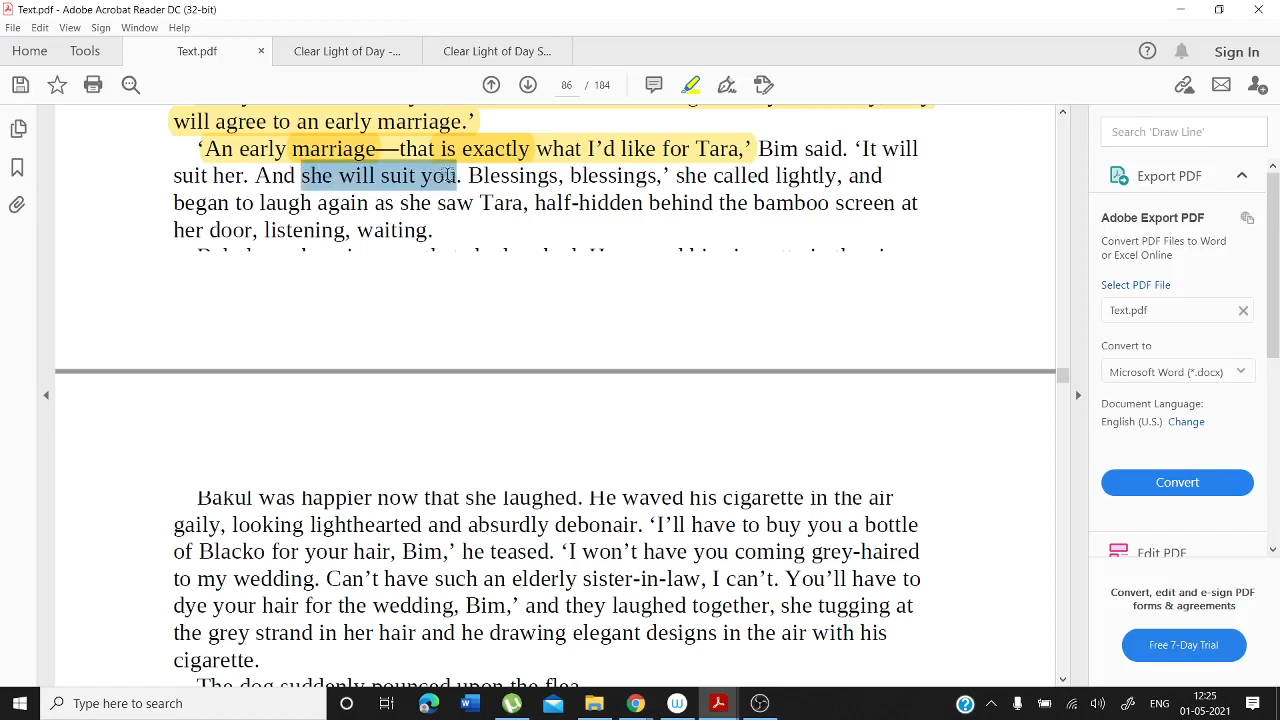 Text.pdf - Adobe Acrobat Reader DC (32-bit)
File Edit View Sign Window Help
Home Tools Text.pdf × Clear Light of Day -... Clear Light of Day S... Sign In
86 / 184
will agree to an early marriage.’
‘An early marriage—that is exactly what I’d like for Tara,’ Bim said. ‘It will
suit her. And she will suit you. Blessings, blessings,’ she called lightly, and
began to laugh again as she saw Tara, half-hidden behind the bamboo screen at
her door, listening, waiting.
Bakul was happier now that she laughed. He waved his cigarette in the air
gaily, looking lighthearted and absurdly debonair. ‘I’ll have to buy you a bottle
of Blacko for your hair, Bim,’ he teased. ‘I won’t have you coming grey-haired
to my wedding. Can’t have such an elderly sister-in-law, I can’t. You’ll have to
dye your hair for the wedding, Bim,’ and they laughed together, she tugging at
the grey strand in her hair and he drawing elegant designs in the air with his
cigarette.
The dog suddenly pounced upon the flea
Search 'Draw Line'
Export PDF
Adobe Export PDF
Convert PDF Files to Word
or Excel Online
Select PDF File
Text.pdf
Convert to
Microsoft Word (*.docx)
Document Language:
English (U.S.) Change
Convert
Edit PDF
Convert, edit and e-sign PDF
forms & agreements
Free 7-Day Trial
Type here to search
ENG
12:25
01-05-2021